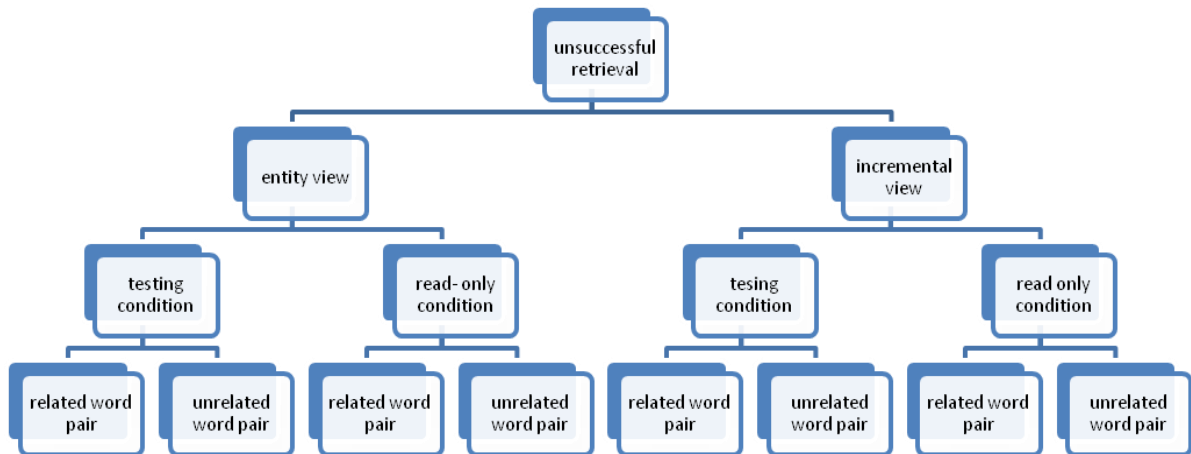 unsuccessful
retrieval
entity view
incremental
view
testing
condition
read- only
condition
tesing
condition
read only
condition
related word
pair
unrelated
word pair
related word
pair
unrelated
word pair
related word
pair
unrelated
word pair
related word
pair
unrelated
word pair